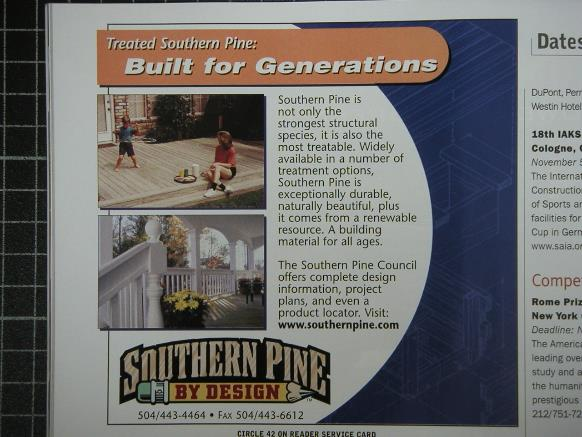 Treated Southern Pine:
Built for Generations
Southern Pine is
not only the
strongest structural
species, it is also the
most treatable. Widely
available in a number of
treatment options,
Southern Pine is
exceptionally durable,
naturally beautiful, plus
it comes from a renewable
resource. A building
material for all ages.
The Southern Pine Council
offers complete design
information, project
plans, and even a
product locator. Visit:
www.southernpine.com
SOUTHERN PINE
BY DESIGN
504/443-4464 • FAX 504/443-6612
CIRCLE 42 ON READER SERVICE CARD
Dates
DuPont, Perr
Westin Hotel
18th IAKS
Cologne,
November 5
The Internat
Constructio
of Sports an
facilities for
Cup in Germ
www.saia.or
Compe
Rome Priz
New York
Deadline: N
The America
leading ove
study and a
the humanit
prestigious
212/751-72